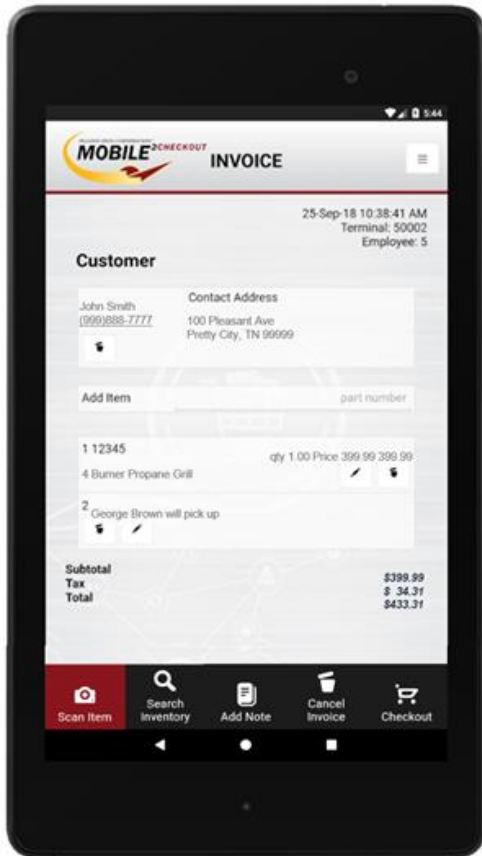 5:44
MOBILE²CHECKOUT INVOICE
25-Sep-18 10:38:41 AM
Terminal: 50002
Employee: 5
Customer
John Smith
(999)888-7777
Contact Address
100 Pleasant Ave
Pretty City, TN 99999
Add Item part number
1 12345
qty 1.00 Price 399.99 399.99
4 Burner Propane Grill
2 George Brown will pick up
Subtotal $399.99
Tax $ 34.31
Total $433.31
Scan Item
Search Inventory
Add Note
Cancel Invoice
Checkout